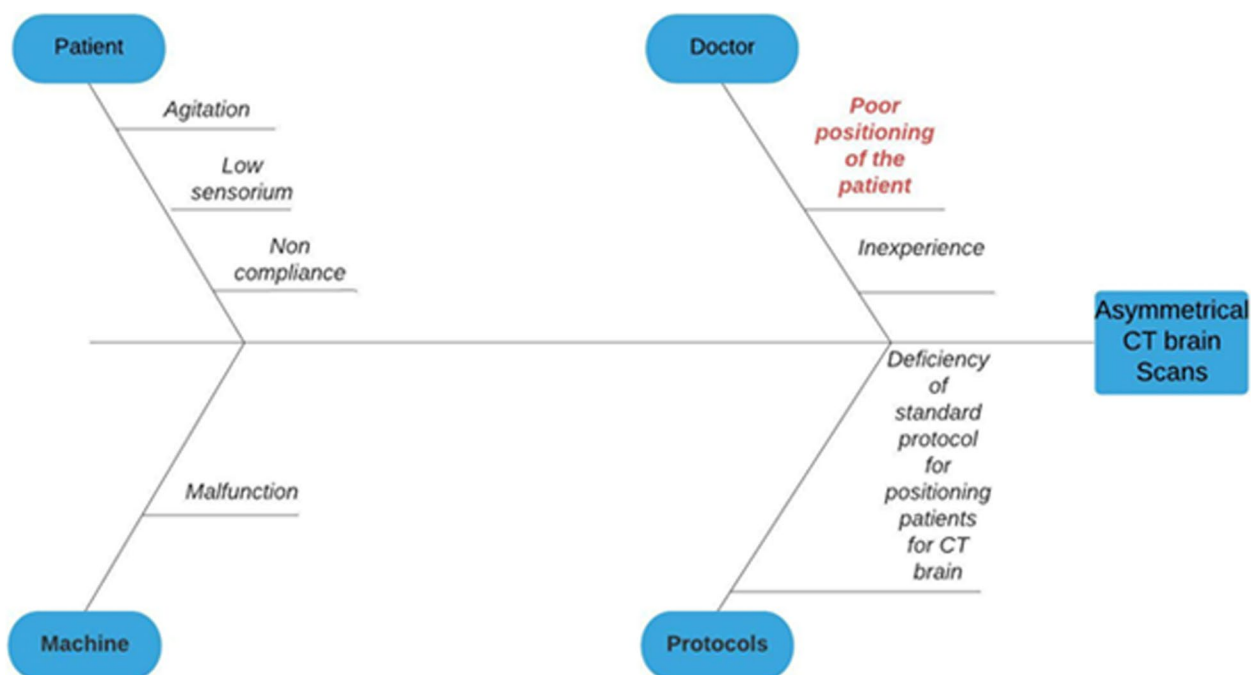 Patient
Agitation
Low
sensorium
Non
compliance
Doctor
Poor
positioning
of the
patient
Inexperience
Asymmetrical
CT brain
Scans
Machine
Malfunction
Protocols
Deficiency
of
standard
protocol
for
positioning
patients
for CT
brain